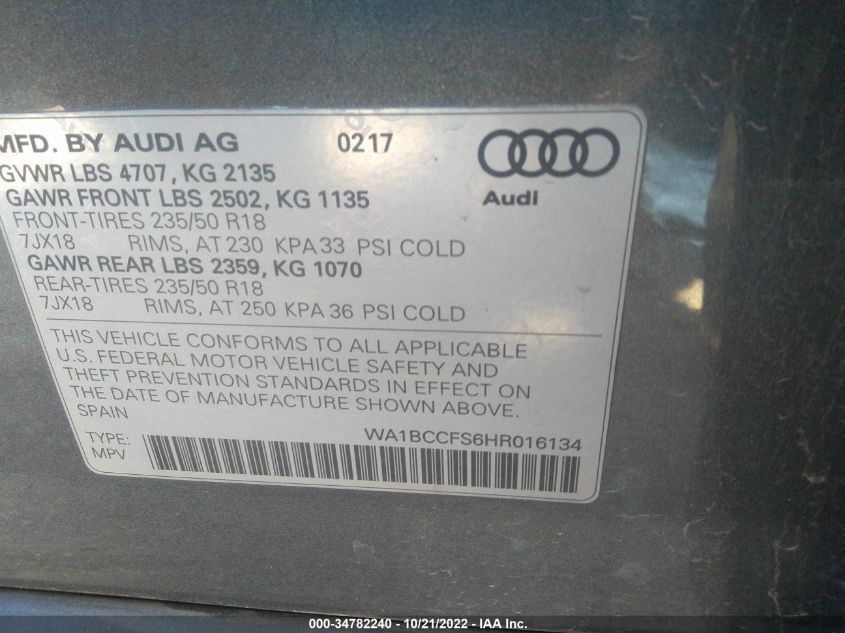 MFD. BY AUDI AG 0217
GVWR LBS 4707, KG 2135
GAWR FRONT LBS 2502, KG 1135
FRONT-TIRES 235/50 R18
7JX18 RIMS, AT 230 KPA 33 PSI COLD
GAWR REAR LBS 2359, KG 1070
REAR-TIRES 235/50 R18
7JX18 RIMS, AT 250 KPA 36 PSI COLD
Audi
THIS VEHICLE CONFORMS TO ALL APPLICABLE
U.S. FEDERAL MOTOR VEHICLE SAFETY AND
THEFT PREVENTION STANDARDS IN EFFECT ON
THE DATE OF MANUFACTURE SHOWN ABOVE.
SPAIN
WA1BCCFS6HR016134
TYPE:
MPV
000-34782240 - 10/21/2022 - IAA Inc.